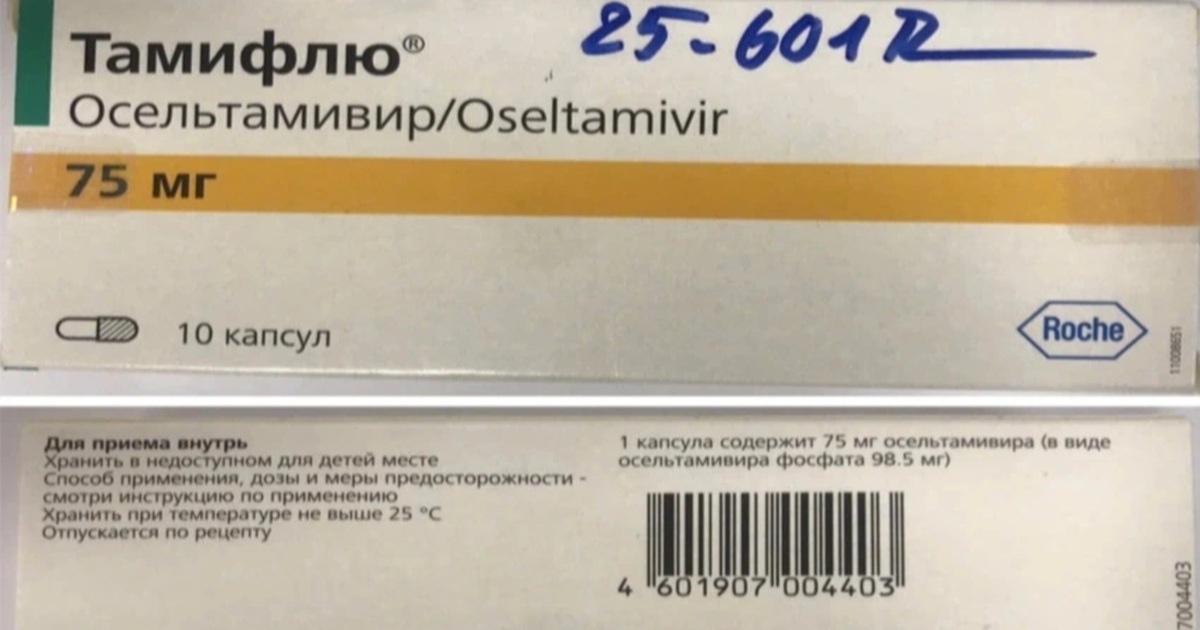 25-601R
Тамифлю®
Осельтамивир/Oseltamivir
75 мг
10 капсул
Roche
11008651
Для приема внутрь
Хранить в недоступном для детей месте
Способ применения, дозы и меры предосторожности -
смотри инструкцию по применению
Хранить при температуре не выше 25 °C
Отпускается по рецепту
1 капсула содержит 75 мг осельтамивира (в виде
осельтамивира фосфата 98.5 мг)
4 601907 004403
7004403